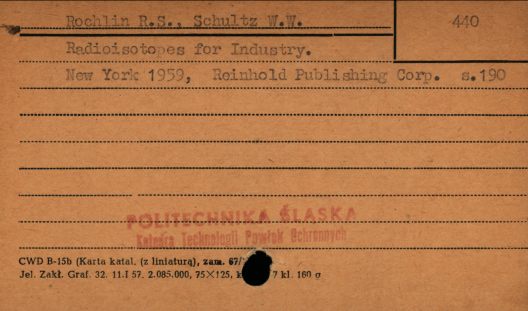 Rochlin R.S., Schultz W.W. 440
Radioisotopes for Industry.
New York 1959, Reinhold Publishing Corp. s.190
POLITECHNIKA ŚLĄSKA
Katedra Technologii Powłok Ochronnych
CWD B-15b (Karta katal. (z liniaturą), zam. 67/
Jel. Zakł. Graf. 32. 11.I 57. 2.085.000, 75×125, 7 kl. 160 g